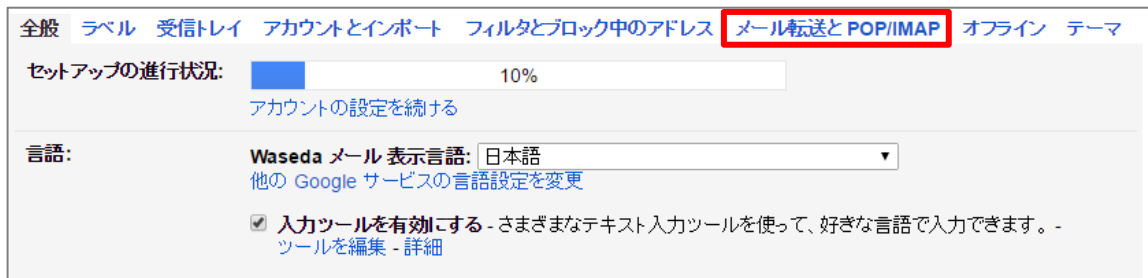 全般 ラベル 受信トレイ アカウントとインポート フィルタとブロック中のアドレス メール転送と POP/IMAP オフライン テーマ
セットアップの進行状況: 10%
アカウントの設定を続ける
言語: Waseda メール 表示言語: 日本語
他の Google サービスの言語設定を変更
入力ツールを有効にする - さまざまなテキスト入力ツールを使って、好きな言語で入力できます。 -
ツールを編集 - 詳細